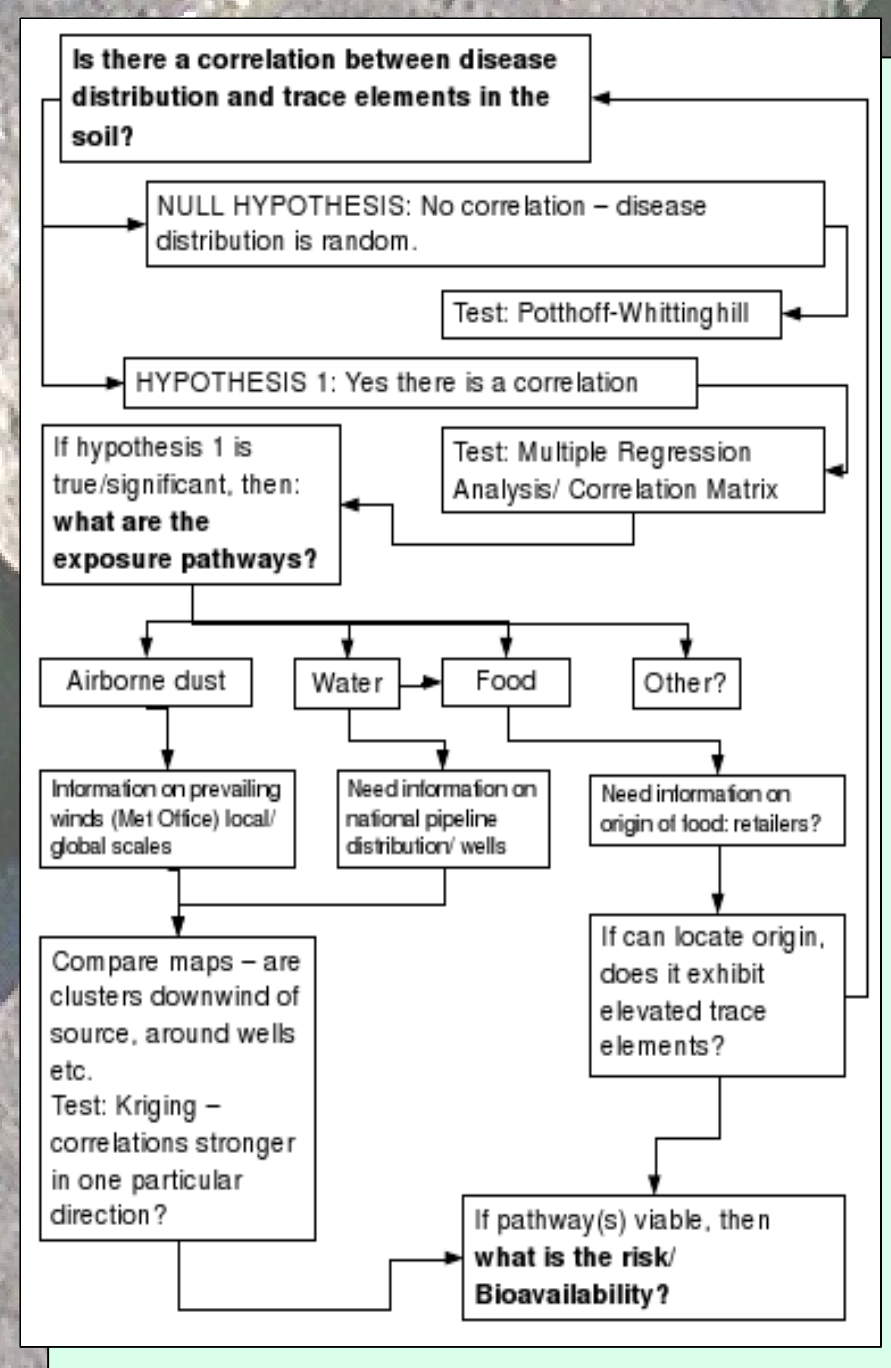 Is there a correlation between disease
distribution and trace elements in the
soil?
NULL HYPOTHESIS: No correlation – disease
distribution is random.
Test: Potthoff-Whittinghill
HYPOTHESIS 1: Yes there is a correlation
If hypothesis 1 is
true/significant, then:
what are the
exposure pathways?
Test: Multiple Regression
Analysis/ Correlation Matrix
Airborne dust
Water
Food
Other?
Information on prevailing
winds (Met Office) local/
global scales
Need information on
national pipeline
distribution/ wells
Need information on
origin of food: retailers?
Compare maps – are
clusters downwind of
source, around wells
etc.
Test: Kriging –
correlations stronger
in one particular
direction?
If can locate origin,
does it exhibit
elevated trace
elements?
If pathway(s) viable, then
what is the risk/
Bioavailability?